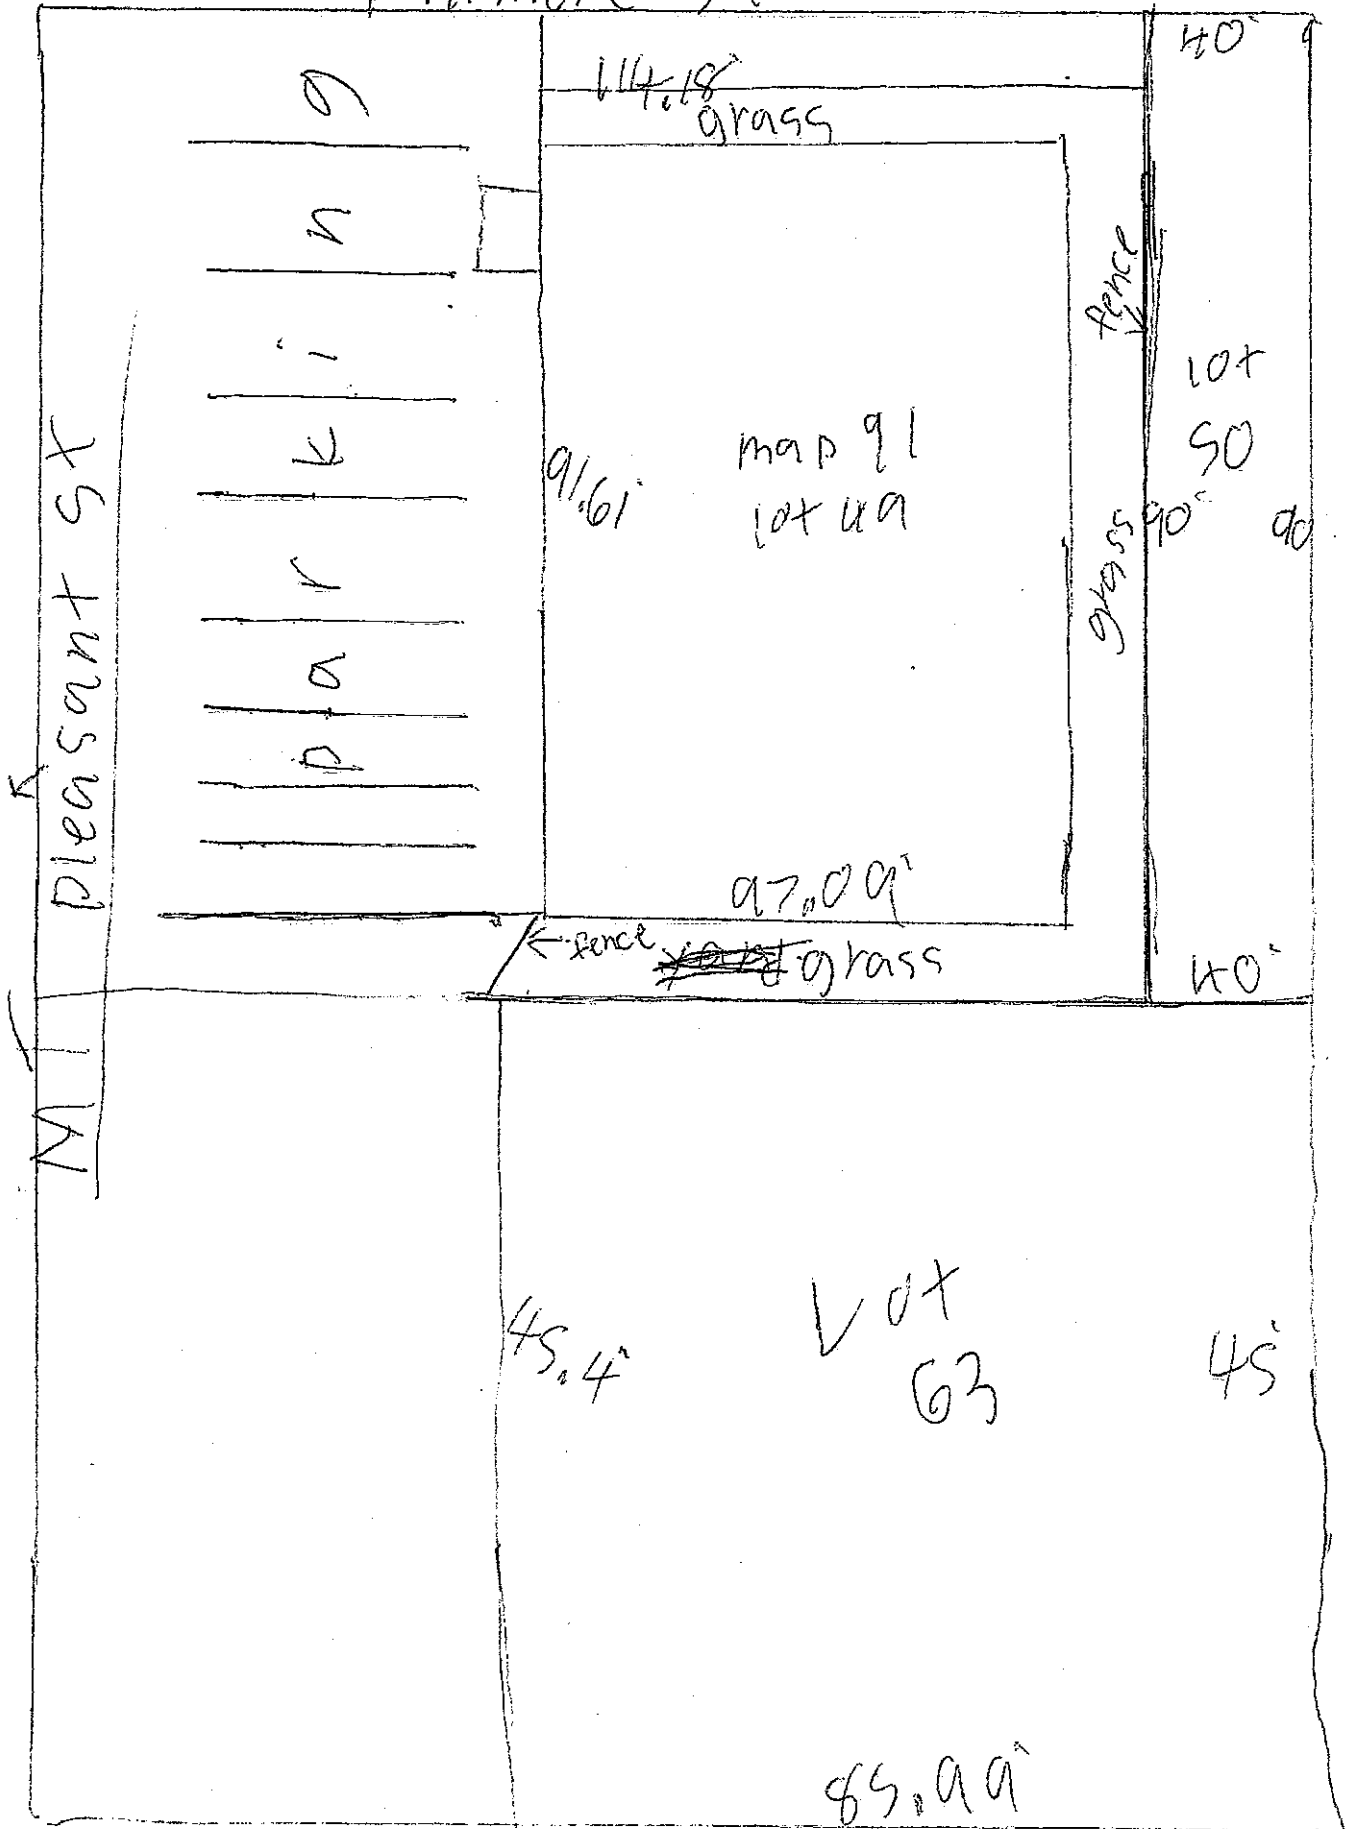 40'
114.18'
grass
parking
fence
lot
50
map 91
lot 49
91.61'
90'
90
grass
Mt pleasant st
97.09'
fence
grass
40'
45.4'
Lot
63
45'
85.99'